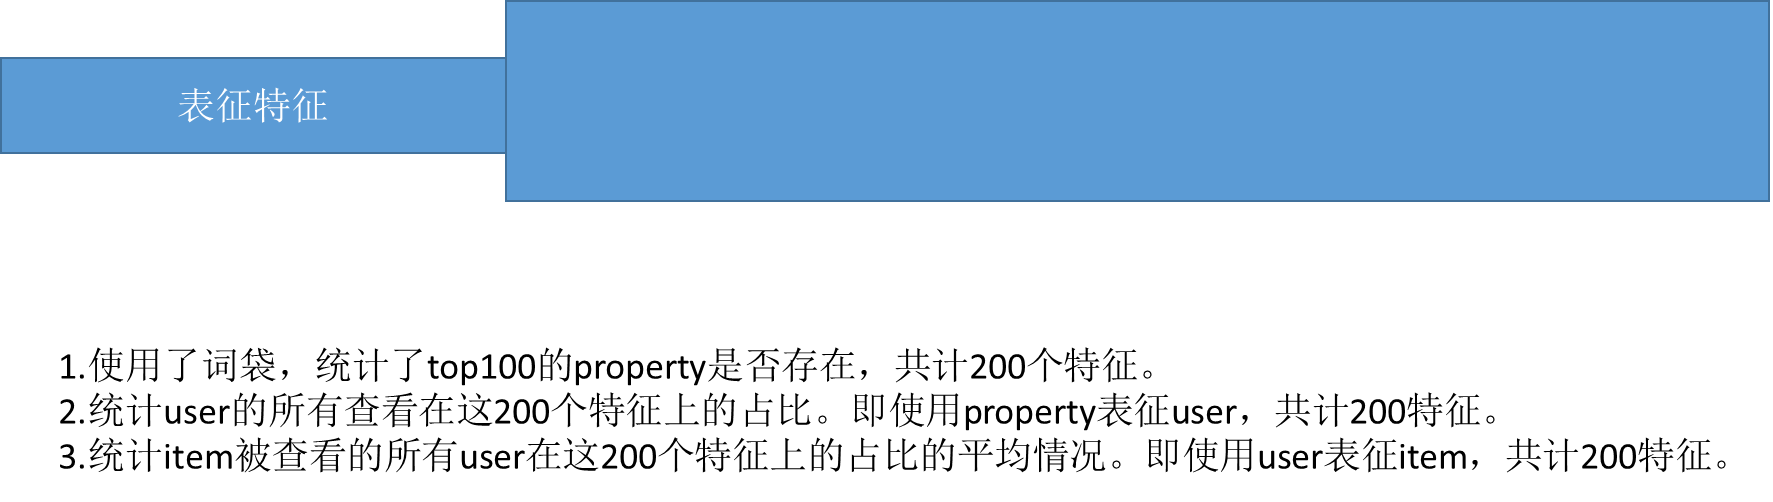 表征特征
1.使用了词袋，统计了top100的property是否存在，共计200个特征。
2.统计user的所有查看在这200个特征上的占比。即使用property表征user，共计200特征。
3.统计item被查看的所有user在这200个特征上的占比的平均情况。即使用user表征item，共计200特征。